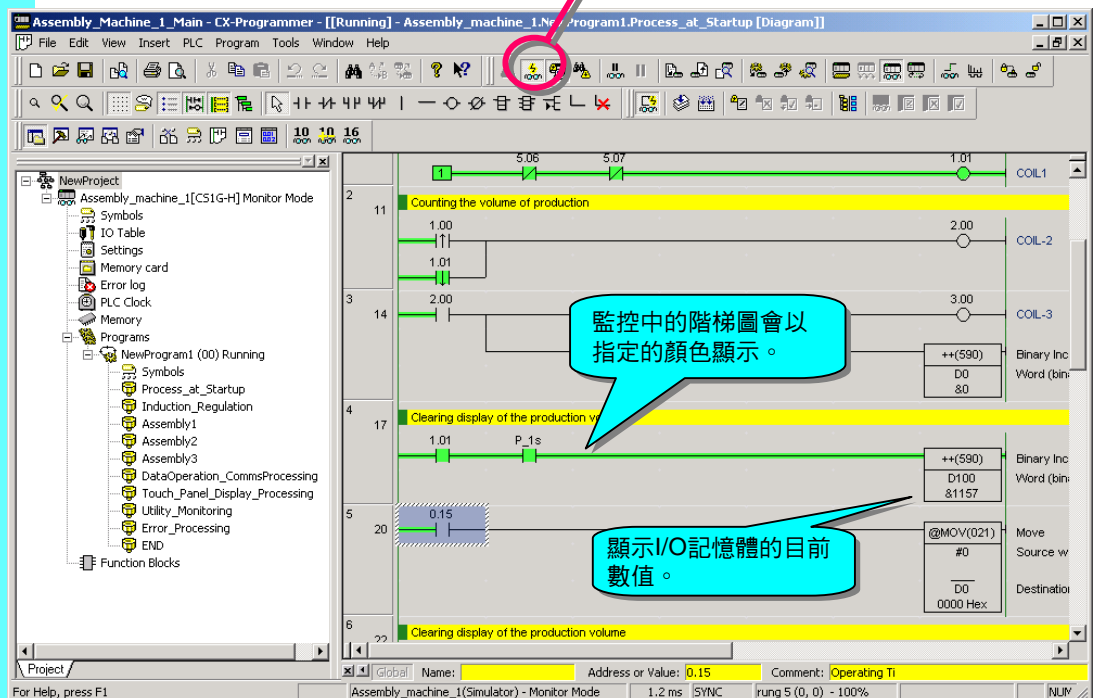 Assembly_Machine_1_Main - CX-Programmer - [[Running] - Assembly_machine_1.NewProgram1.Process_at_Startup [Diagram]]
File Edit View Insert PLC Program Tools Window Help
10 10 16
NewProject
Assembly_machine_1[CS1G-H] Monitor Mode
Symbols
IO Table
Settings
Memory card
Error log
PLC Clock
Memory
Programs
NewProgram1 (00) Running
Symbols
Process_at_Startup
Induction_Regulation
Assembly1
Assembly2
Assembly3
DataOperation_CommsProcessing
Touch_Panel_Display_Processing
Utility_Monitoring
Error_Processing
END
Function Blocks
Project
5.06 5.07 1.01
1 COIL1
2 11 Counting the volume of production
1.00 2.00
COIL-2
1.01
3 14 2.00 3.00
COIL-3
監控中的階梯圖會以
指定的顏色顯示。
++(590) Binary Inc
D0 Word (bin
&0
4 17 Clearing display of the production vo
1.01 P_1s
++(590) Binary Inc
D100 Word (bin
&1157
5 20 0.15
@MOV(021) Move
#0 Source w
顯示I/O記憶體的目前
數值。
D0 Destination
0000 Hex
6 22 Clearing display of the production volume
Global Name: Address or Value: 0.15 Comment: Operating Ti
For Help, press F1 Assembly_machine_1(Simulator) - Monitor Mode 1.2 ms SYNC rung 5 (0, 0) - 100% NUM